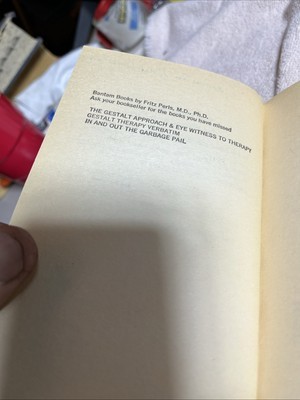 Bantam Books by Fritz Perls, M.D., Ph.D.
Ask your bookseller for the books you have missed
THE GESTALT APPROACH & EYE WITNESS TO THERAPY
GESTALT THERAPY VERBATIM
IN AND OUT THE GARBAGE PAIL